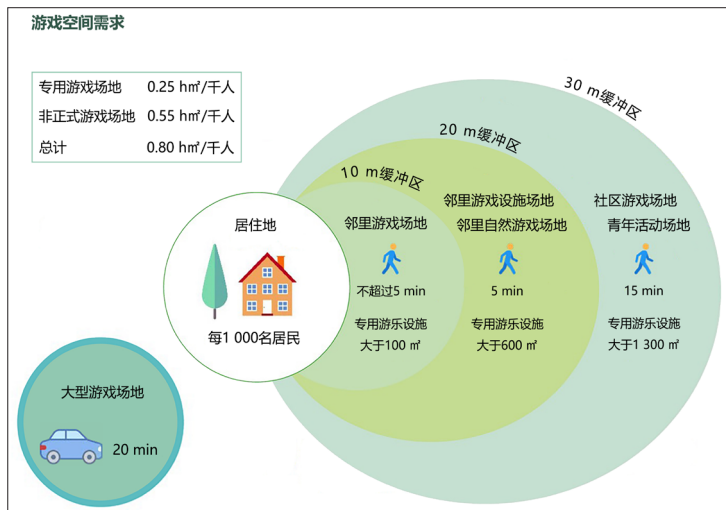 游戏空间需求
专用游戏场地 0.25 h㎡/千人
非正式游戏场地 0.55 h㎡/千人
总计 0.80 h㎡/千人
30 m缓冲区
20 m缓冲区
10 m缓冲区
居住地
每1 000名居民
邻里游戏场地
不超过5 min
专用游乐设施
大于100 ㎡
邻里游戏设施场地
邻里自然游戏场地
5 min
专用游乐设施
大于600 ㎡
社区游戏场地
青年活动场地
15 min
专用游乐设施
大于1 300 ㎡
大型游戏场地
20 min